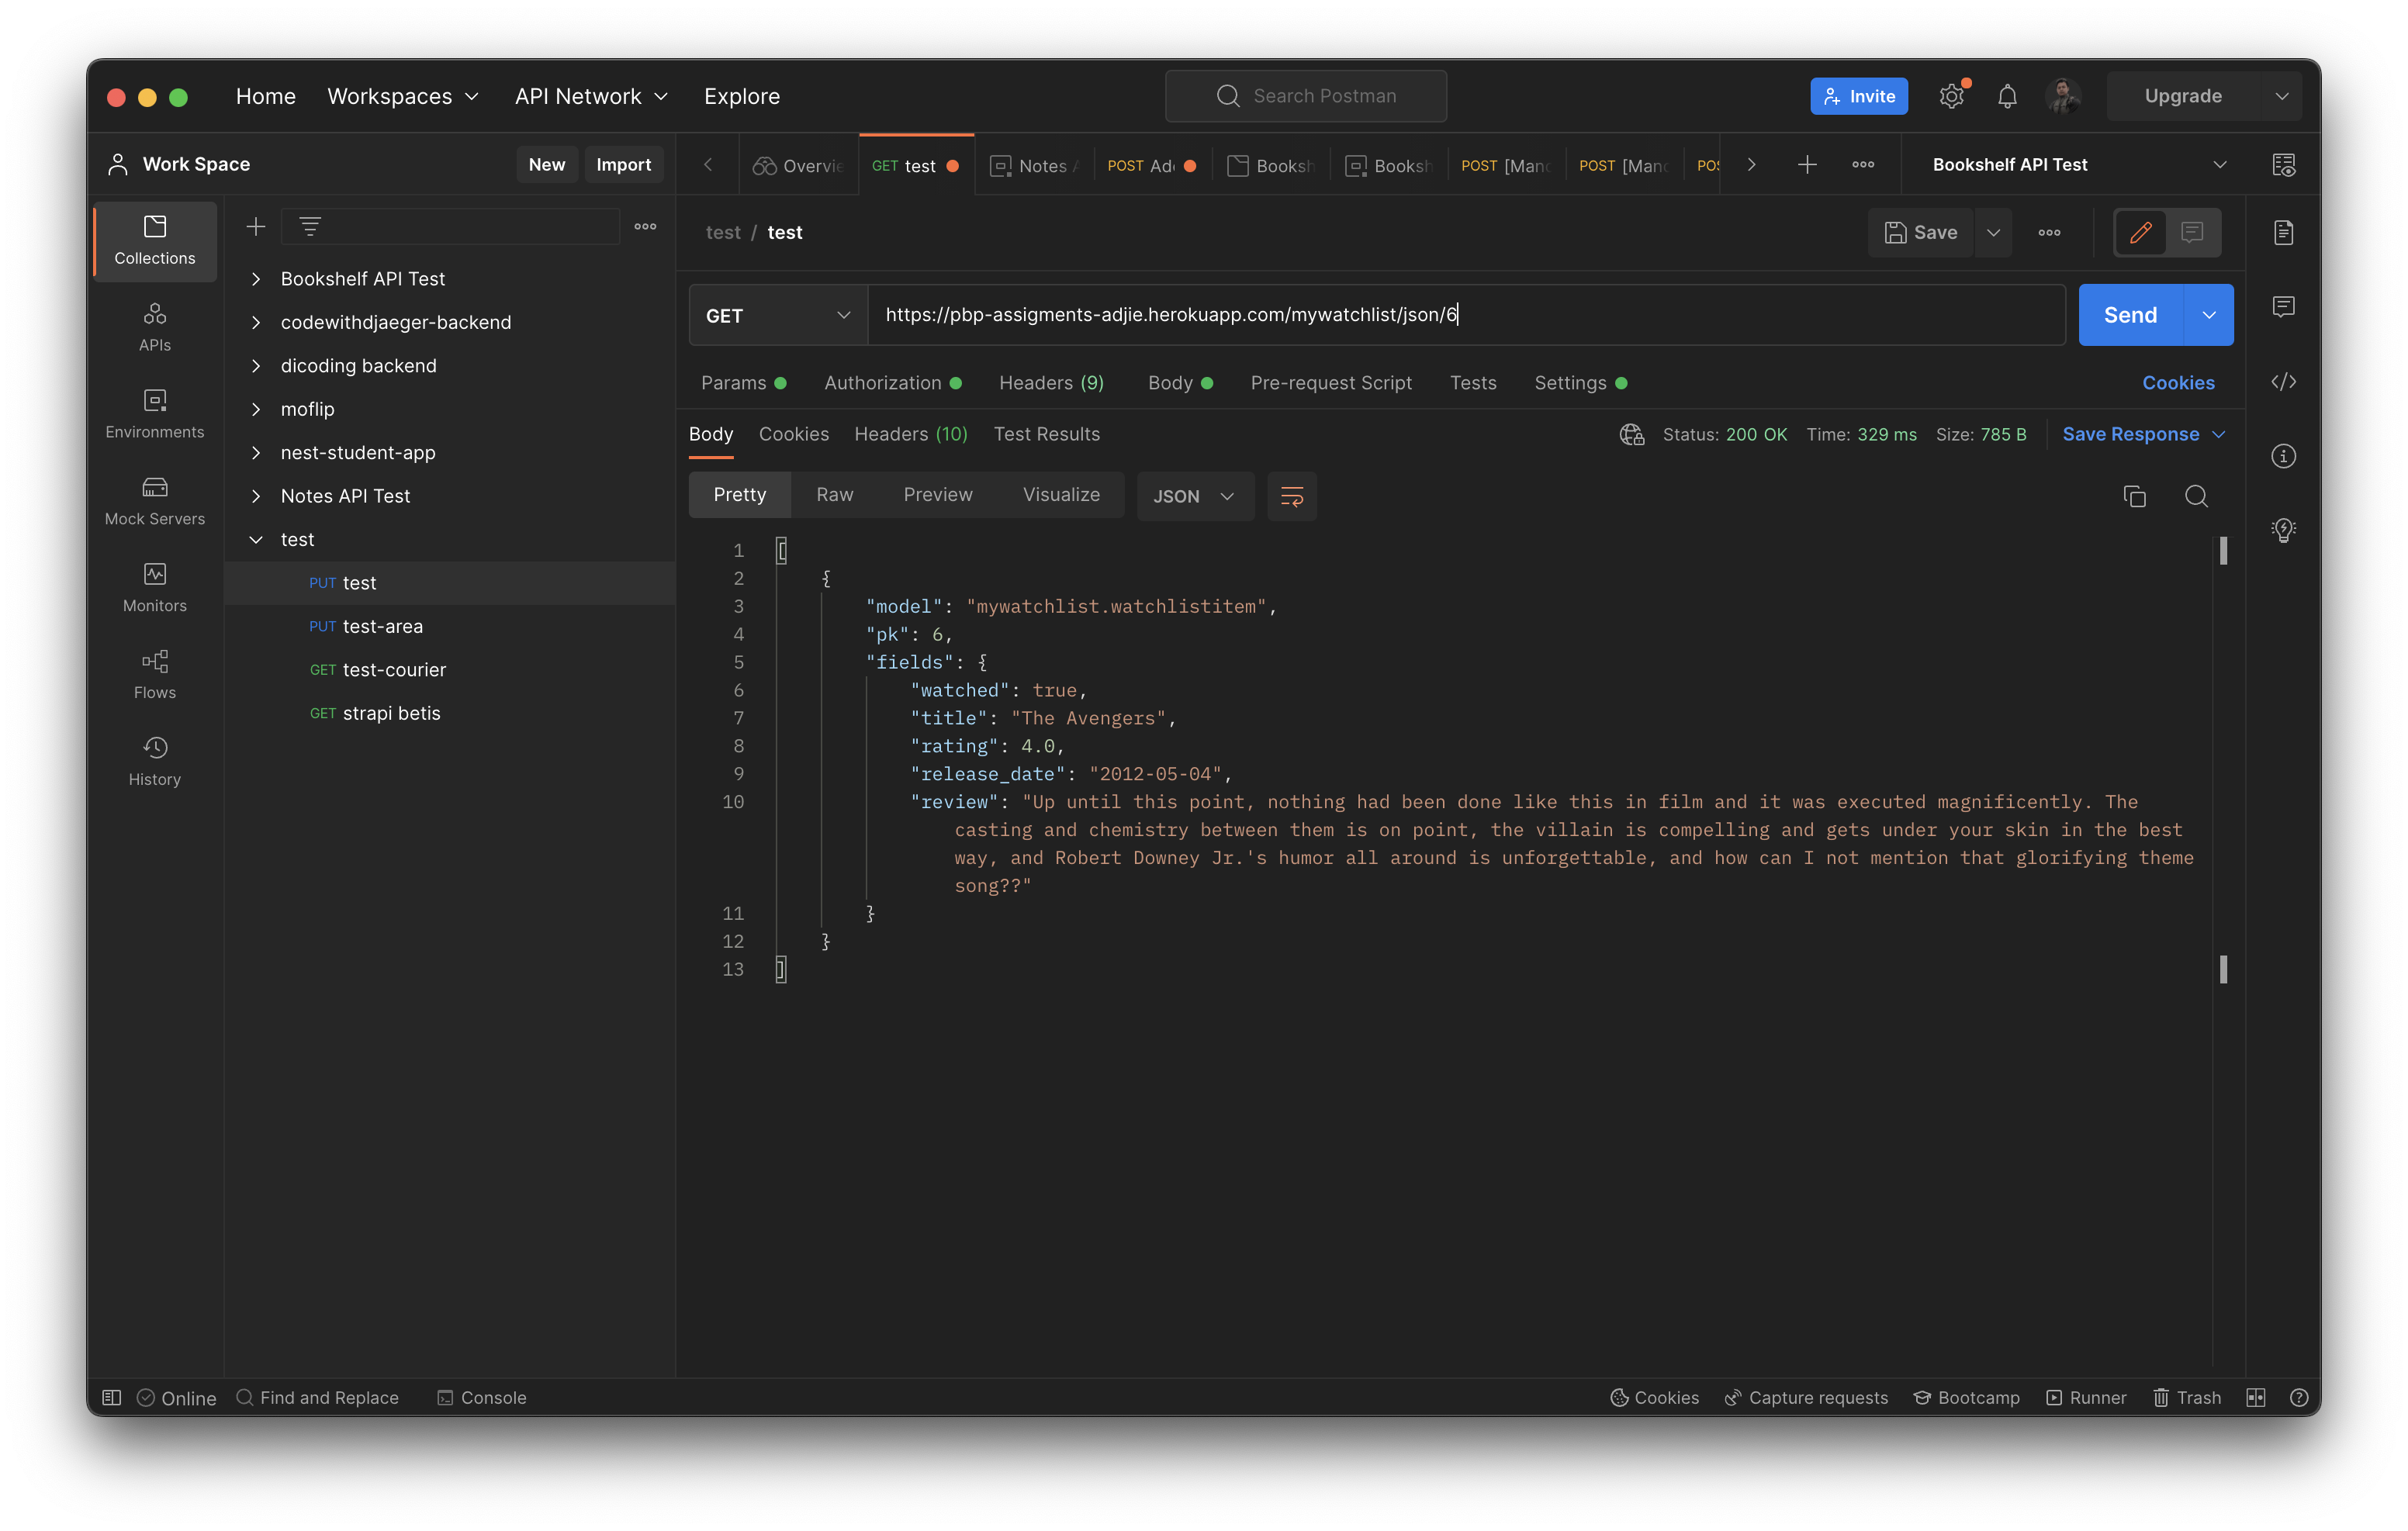 Home Workspaces API Network Explore Search Postman Invite Upgrade
Work Space New Import
Overvie GET test Notes A POST Ad Booksh Booksh POST [Man POST [Man POS ooo Bookshelf API Test
Collections
APIs
Environments
Mock Servers
Monitors
Flows
History
Bookshelf API Test
codewithdjaeger-backend
dicoding backend
moflip
nest-student-app
Notes API Test
test
PUT test
PUT test-area
GET test-courier
GET strapi betis
test / test Save
GET https://pbp-assigments-adjie.herokuapp.com/mywatchlist/json/6 Send
Params Authorization Headers (9) Body Pre-request Script Tests Settings Cookies
Body Cookies Headers (10) Test Results Status: 200 OK Time: 329 ms Size: 785 B Save Response
Pretty Raw Preview Visualize JSON
1 [
2 {
3 "model": "mywatchlist.watchlistitem",
4 "pk": 6,
5 "fields": {
6 "watched": true,
7 "title": "The Avengers",
8 "rating": 4.0,
9 "release_date": "2012-05-04",
10 "review": "Up until this point, nothing had been done like this in film and it was executed magnificently. The
casting and chemistry between them is on point, the villain is compelling and gets under your skin in the best
way, and Robert Downey Jr.'s humor all around is unforgettable, and how can I not mention that glorifying theme
song??"
11 }
12 }
13 ]
Online Find and Replace Console Cookies Capture requests Bootcamp Runner Trash